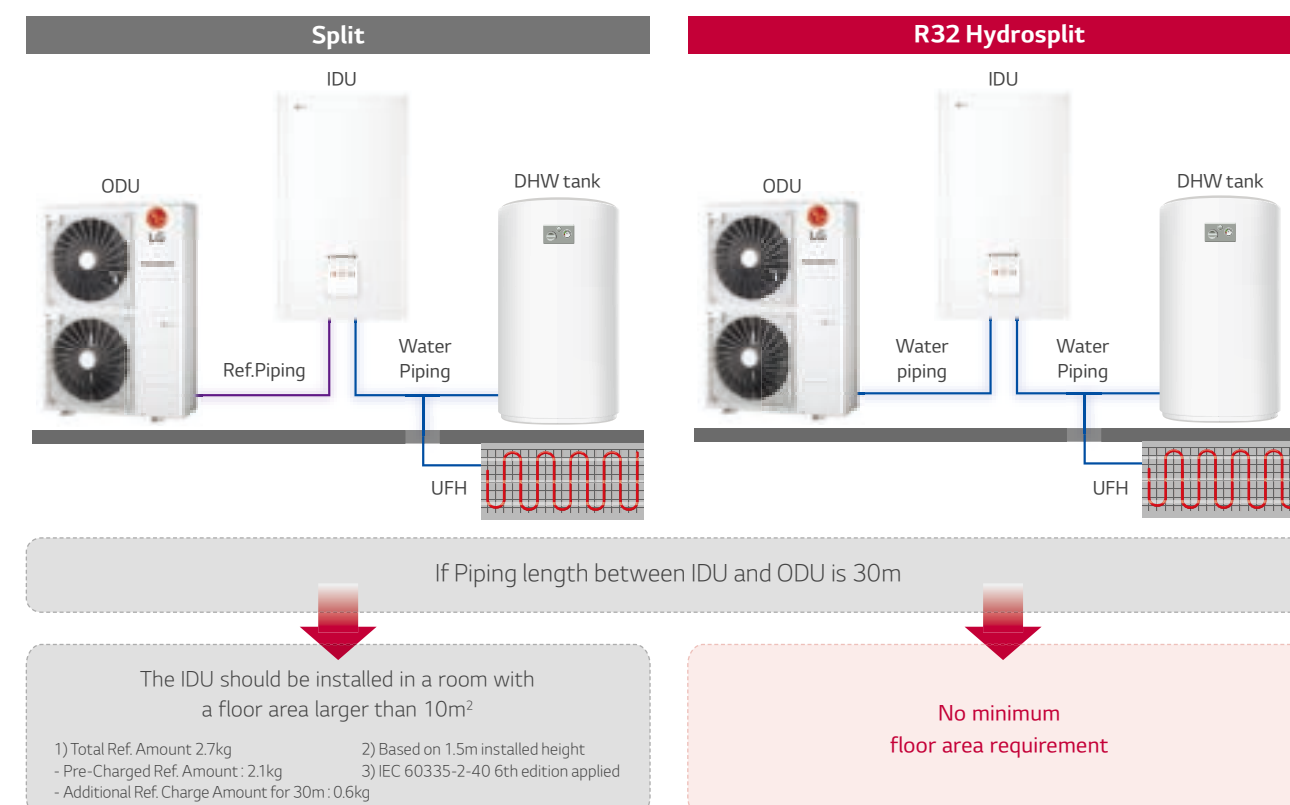 Split
IDU
ODU
LG
DHW tank
Ref.Piping
Water
Piping
UFH
R32 Hydrosplit
IDU
ODU
LG
DHW tank
Water
piping
Water
Piping
UFH
If Piping length between IDU and ODU is 30m
The IDU should be installed in a room with
a floor area larger than 10m²
1) Total Ref. Amount 2.7kg
- Pre-Charged Ref. Amount : 2.1kg
- Additional Ref. Charge Amount for 30m : 0.6kg
2) Based on 1.5m installed height
3) IEC 60335-2-40 6th edition applied
No minimum
floor area requirement